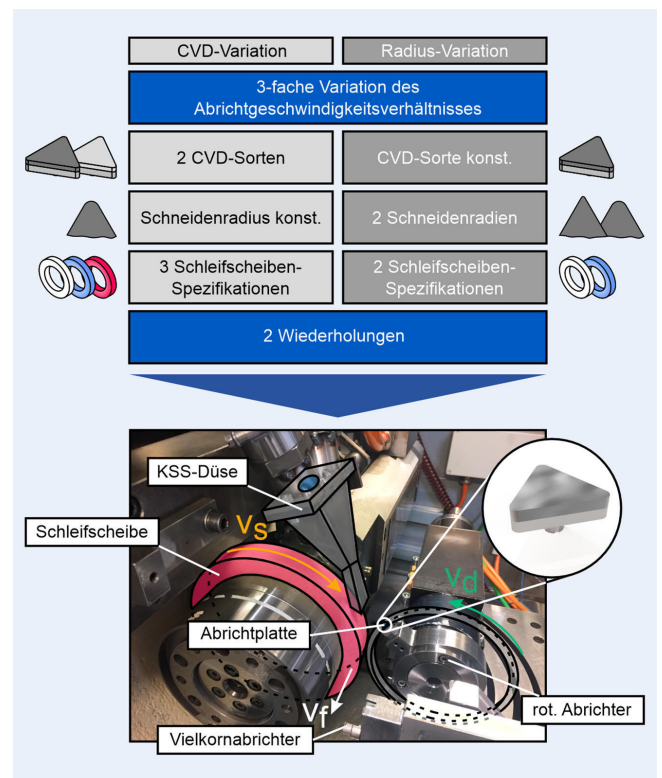 CVD-Variation
Radius-Variation
3-fache Variation des
Abrichtgeschwindigkeitsverhältnisses
2 CVD-Sorten
CVD-Sorte konst.
Schneidenradius konst.
2 Schneidenradien
3 Schleifscheiben-
Spezifikationen
2 Schleifscheiben-
Spezifikationen
2 Wiederholungen
KSS-Düse
Schleifscheibe
Vs
Vd
Abrichtplatte
Vf
rot. Abrichter
Vielkornabrichter